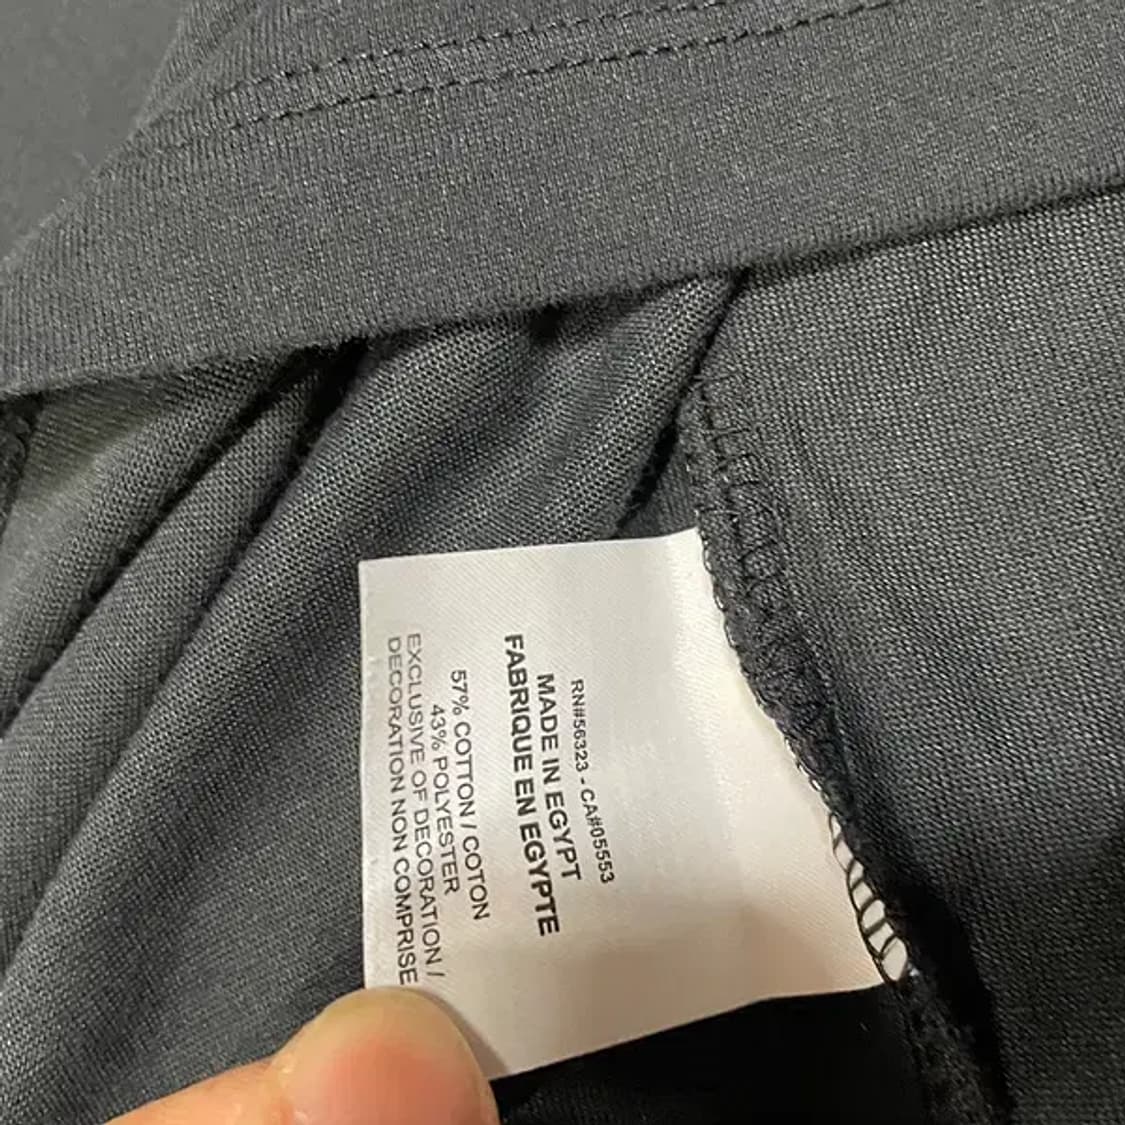 RN#56323 - CA#05553
MADE IN EGYPT
FABRIQUE EN EGYPTE
57% COTTON / COTON
43% POLYESTER
EXCLUSIVE OF DECORATION /
DECORATION NON COMPRISE